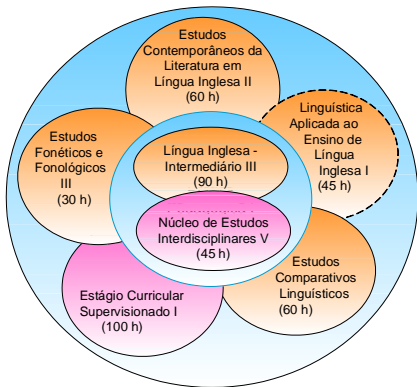 Estudos
Contemporâneos da
Literatura em
Língua Inglesa II
(60 h)
Linguística
Aplicada ao
Ensino de
Língua
Inglesa I
(45 h)
Estudos
Fonéticos e
Fonológicos
III
(30 h)
Língua Inglesa -
Intermediário III
(90 h)
Núcleo de Estudos
Interdisciplinares V
(45 h)
Estudos
Comparativos
Linguísticos
(60 h)
Estágio Curricular
Supervisionado I
(100 h)